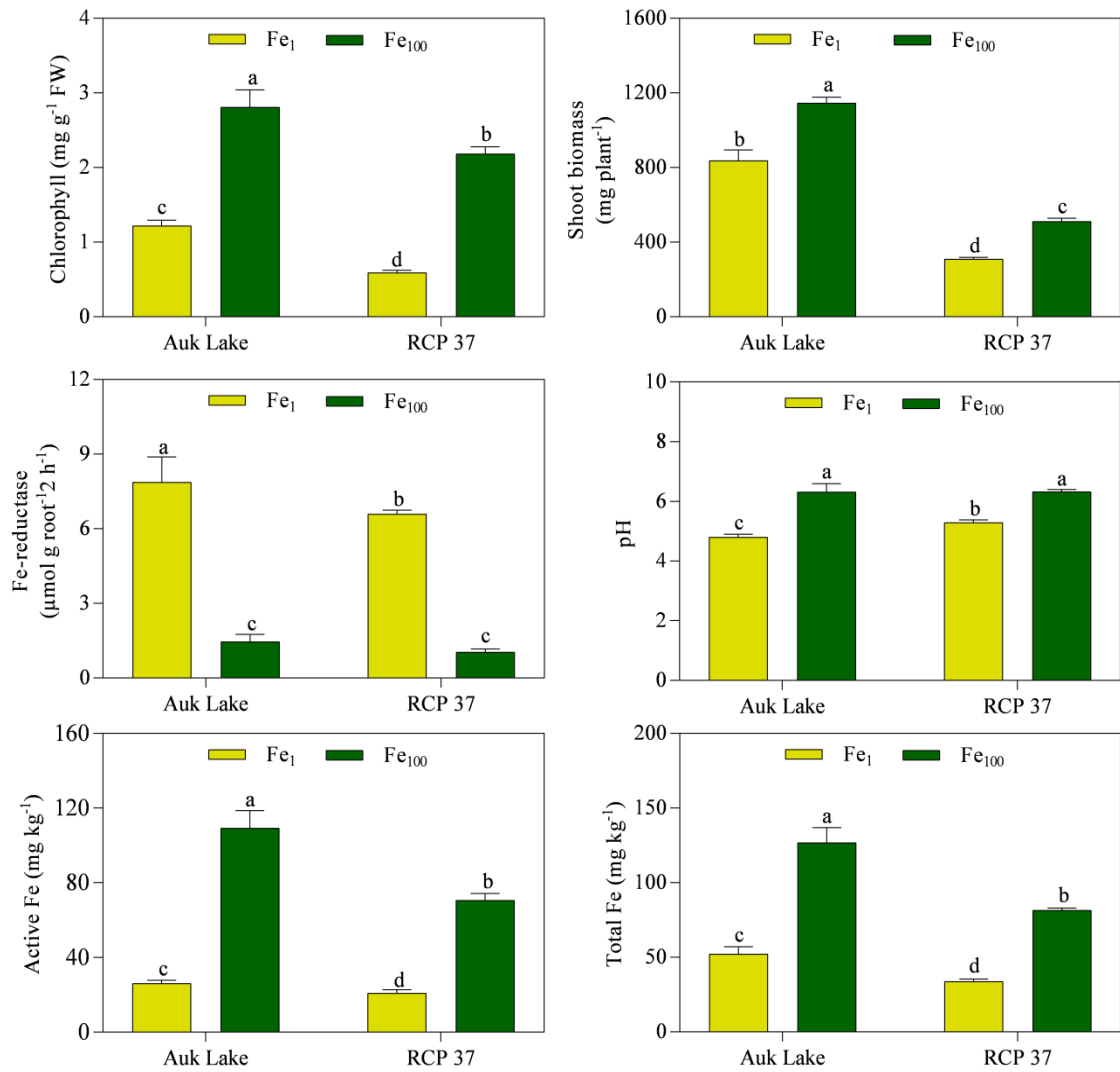 Chlorophyll (mg g⁻¹ FW)
Fe₁ Fe₁₀₀
4
3
2
1
0
c
a
d
b
Auk Lake RCP 37
Shoot biomass
(mg plant⁻¹)
Fe₁ Fe₁₀₀
1600
1200
800
400
0
b
a
d
c
Auk Lake RCP 37
Fe-reductase
(μmol g root⁻¹2 h⁻¹)
Fe₁ Fe₁₀₀
12
9
6
3
0
a
c
b
c
Auk Lake RCP 37
pH
Fe₁ Fe₁₀₀
10
8
6
4
2
0
c
a
b
a
Auk Lake RCP 37
Active Fe (mg kg⁻¹)
Fe₁ Fe₁₀₀
160
120
80
40
0
c
a
d
b
Auk Lake RCP 37
Total Fe (mg kg⁻¹)
Fe₁ Fe₁₀₀
200
150
100
50
0
c
a
d
b
Auk Lake RCP 37